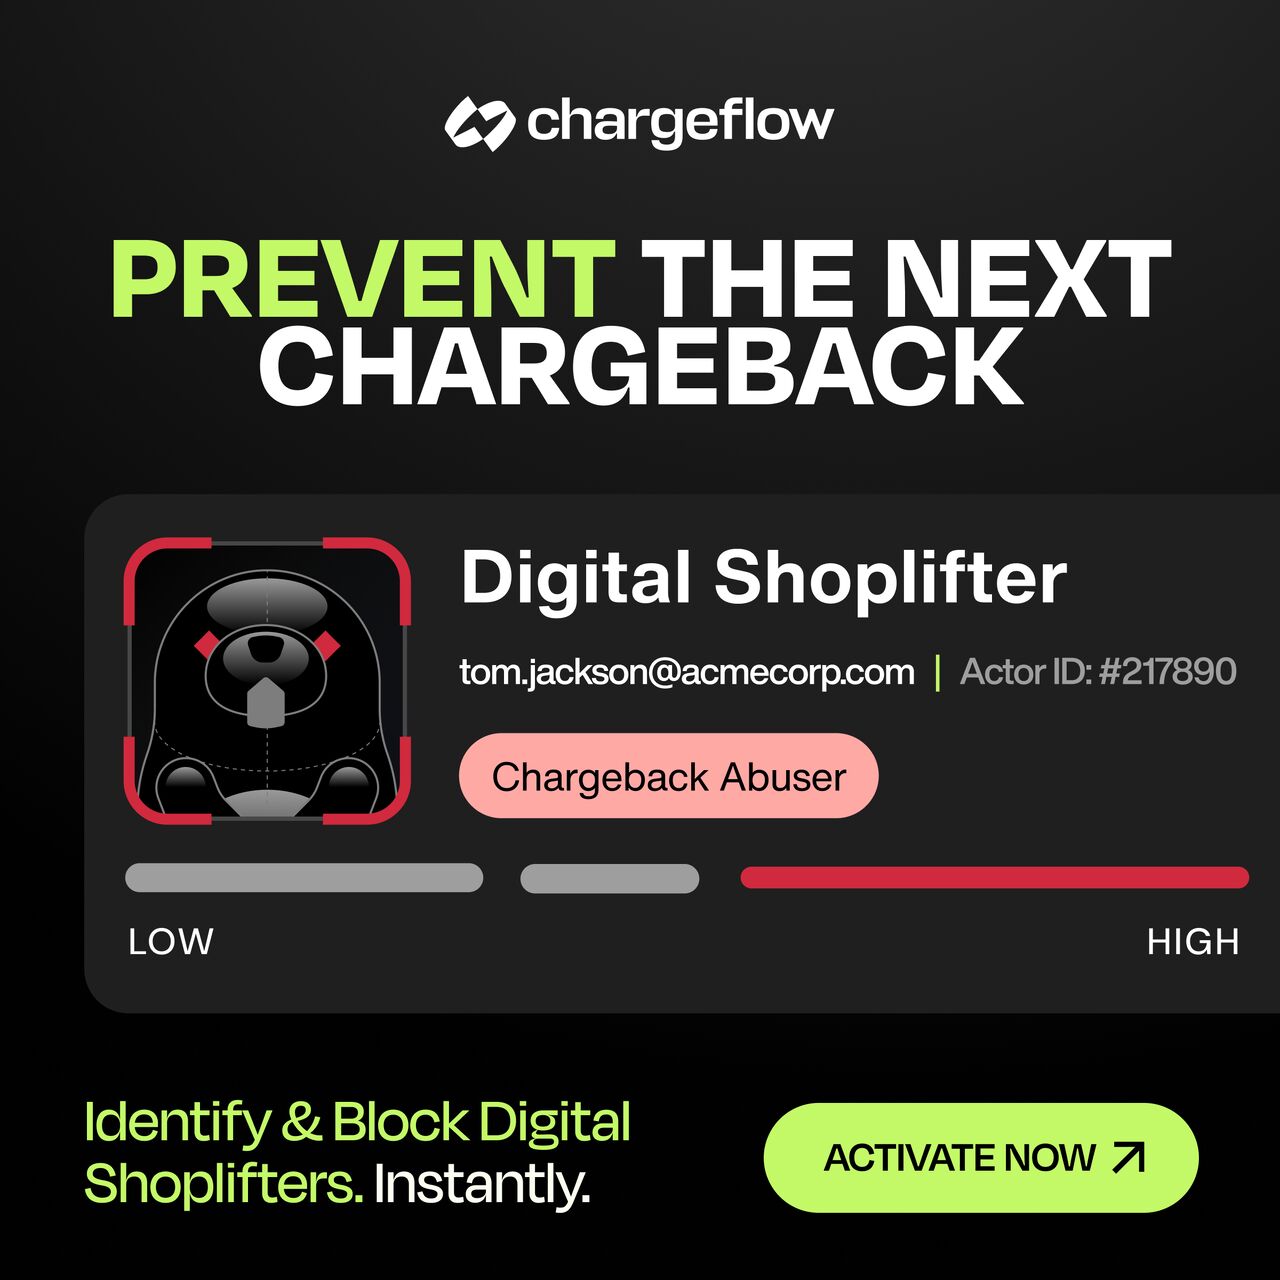 chargeflow
PREVENT THE NEXT
CHARGEBACK
Digital Shoplifter
tom.jackson@acmecorp.com | Actor ID: #217890
Chargeback Abuser
LOW HIGH
Identify & Block Digital
Shoplifters. Instantly.
ACTIVATE NOW